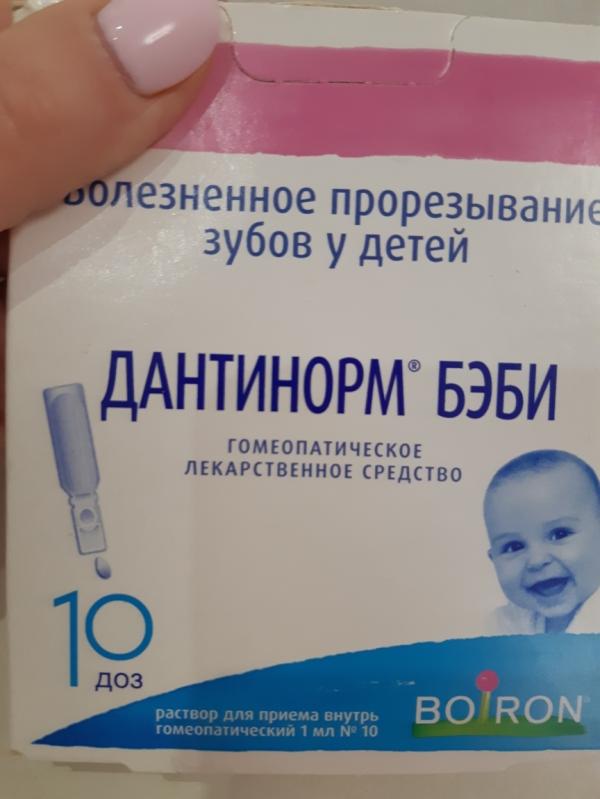 Болезненное прорезывание
зубов у детей
ДАНТИНОРМ® БЭБИ
ГОМЕОПАТИЧЕСКОЕ
ЛЕКАРСТВЕННОЕ СРЕДСТВО
10
доз
раствор для приема внутрь
гомеопатический 1 мл № 10
BOIRON